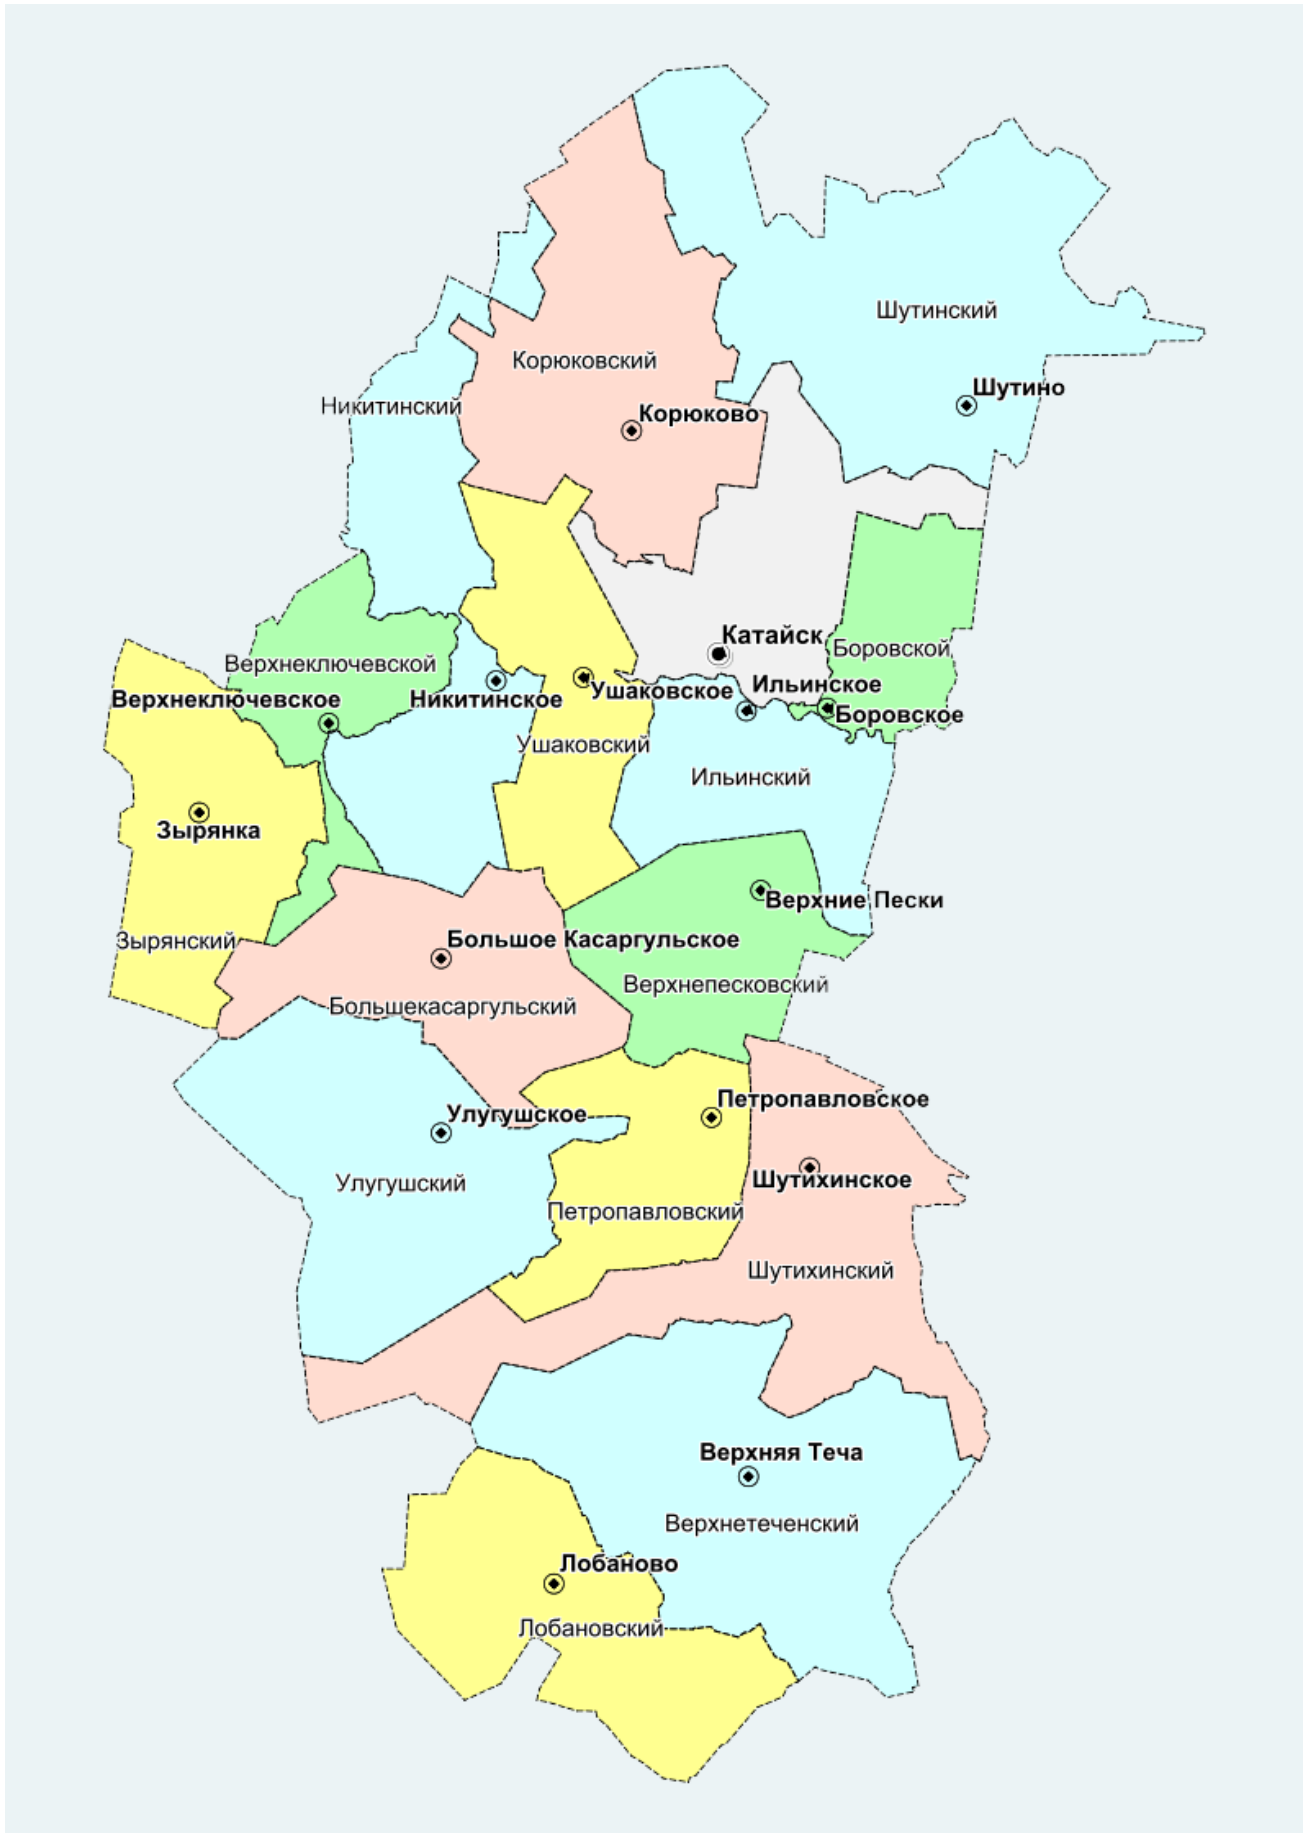 Шутинский
Корюковский
Шутино
Никитинский
Корюково
Катайск
Боровской
Верхнеключевской
Ильинское
Ушаковское
Верхнеключевское
Никитинское
Боровское
Ушаковский
Ильинский
Зырянка
Верхние Пески
Зырянский
Большое Касаргульское
Верхнепесковский
Большекасаргульский
Петропавловское
Улугушское
Шутихинское
Улугушский
Петропавловский
Шутихинский
Верхняя Теча
Верхнетеченский
Лобаново
Лобановский